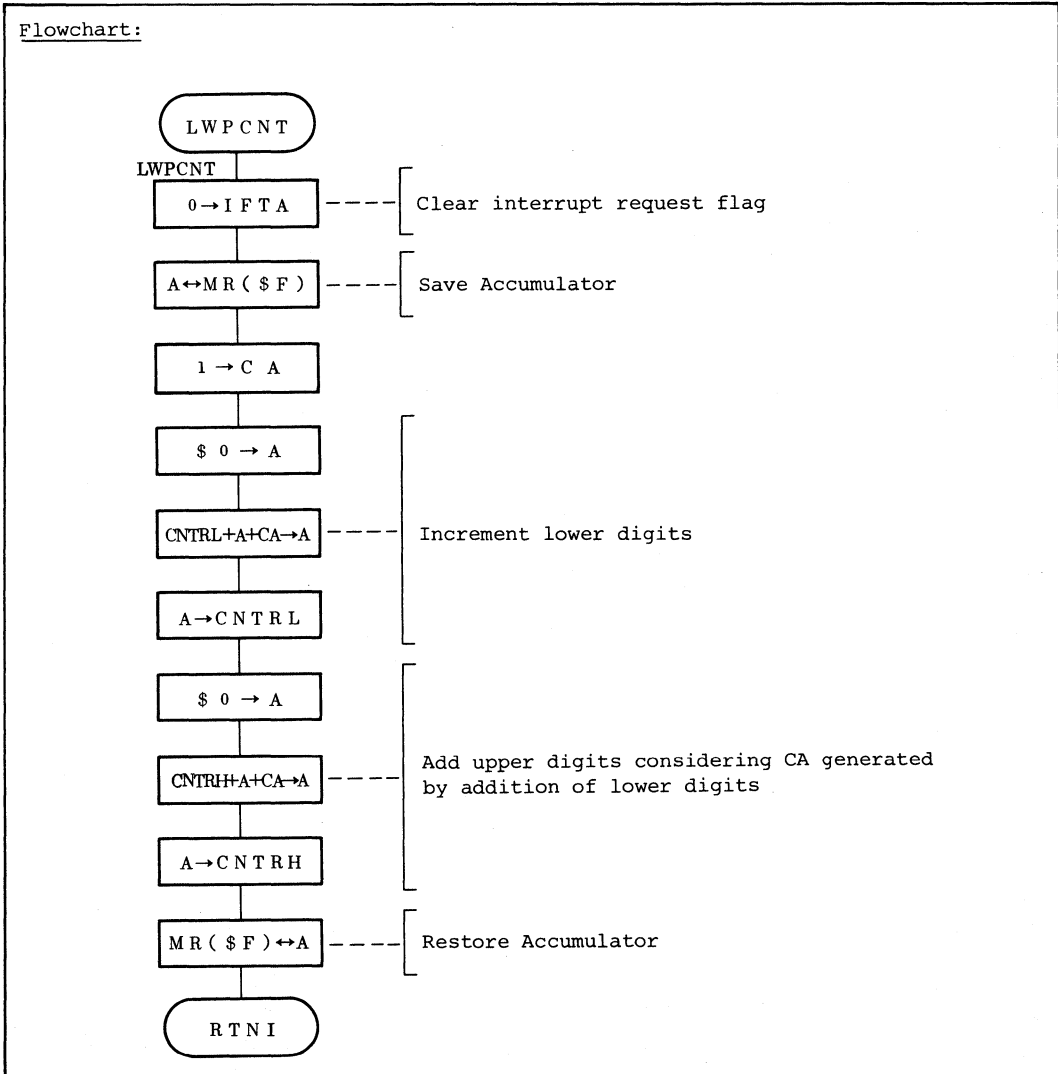 Flowchart:
LWPCNT
LWPCNT
0→IFTA
Clear interrupt request flag
A↔MR($F)
Save Accumulator
1→CA
$0→A
CNTRL+A+CA→A
Increment lower digits
A→CNTRL
$0→A
CNTRH+A+CA→A
Add upper digits considering CA generated
by addition of lower digits
A→CNTRH
MR($F)↔A
Restore Accumulator
RTNI